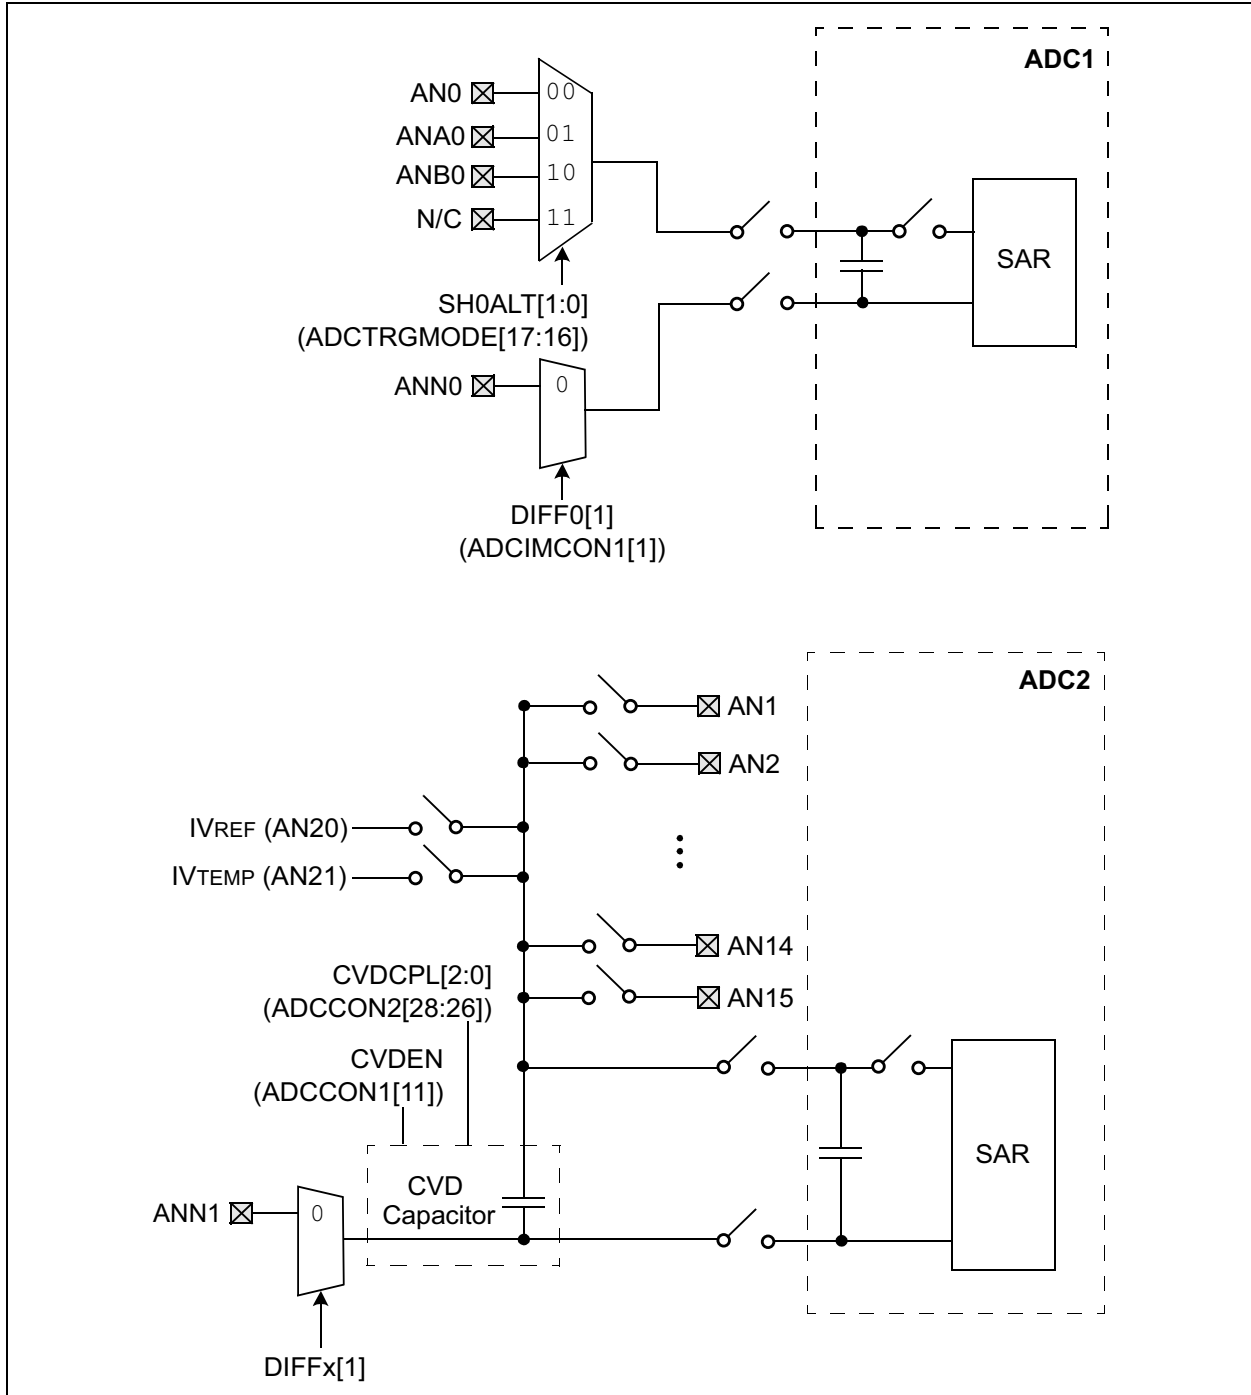 ADC1
AN0
00
ANA0
01
ANB0
10
N/C
11
SAR
SH0ALT[1:0]
(ADCTRGMODE[17:16])
ANN0
0
DIFF0[1]
(ADCIMCON1[1])
ADC2
AN1
AN2
IVREF (AN20)
IVTEMP (AN21)
AN14
CVDCPL[2:0]
(ADCCON2[28:26])
AN15
CVDEN
(ADCCON1[11])
SAR
CVD
Capacitor
ANN1
0
DIFFx[1]